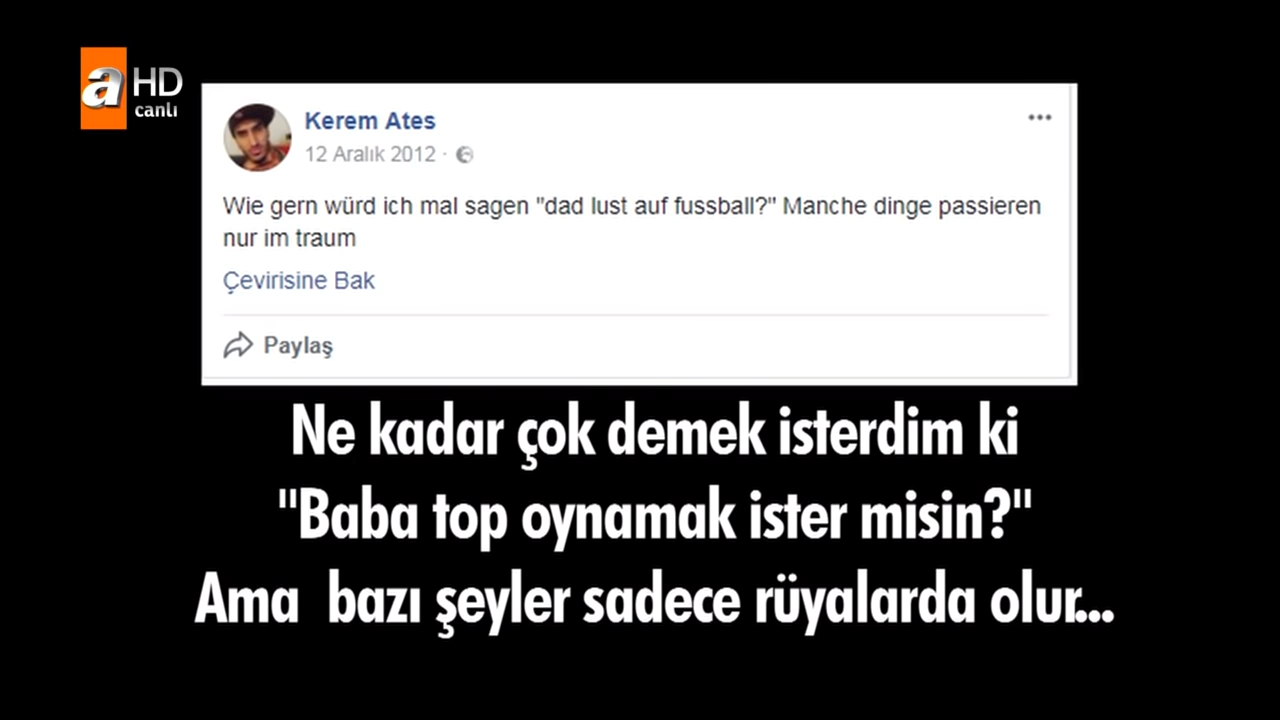 a HD
canlı
Kerem Ates
12 Aralık 2012 ·
Wie gern würd ich mal sagen "dad lust auf fussball?" Manche dinge passieren
nur im traum
Çevirisine Bak
Paylaş
Ne kadar çok demek isterdim ki
"Baba top oynamak ister misin?"
Ama bazı şeyler sadece rüyalarda olur...